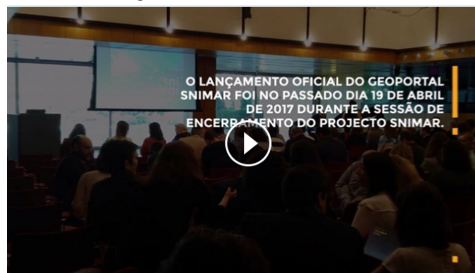 O LANÇAMENTO OFICIAL DO GEOPORTAL
SNIMAR FOI NO PASSADO DIA 19 DE ABRIL
DE 2017 DURANTE A SESSÃO DE
ENCERRAMENTO DO PROJECTO SNIMAR.